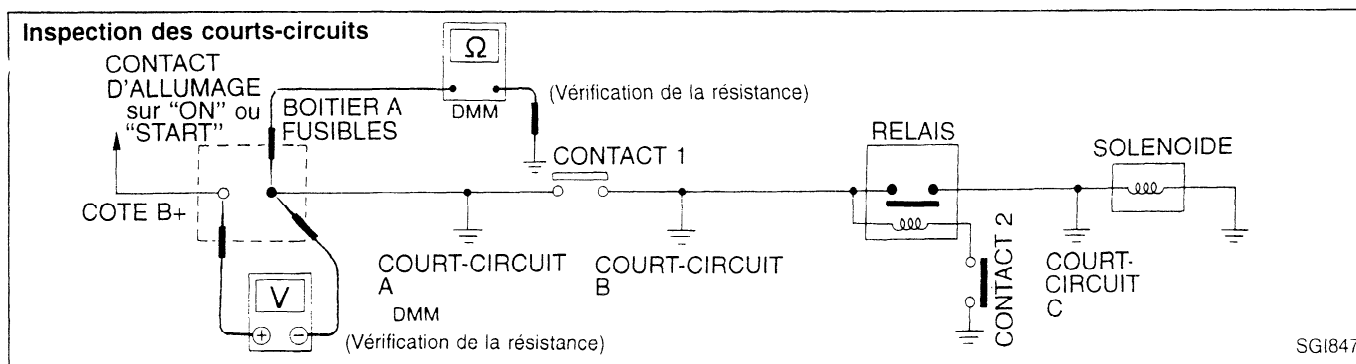 Inspection des courts-circuits
CONTACT
D'ALLUMAGE
sur "ON" ou
"START"
BOITIER A
FUSIBLES
Ω
DMM
(Vérification de la résistance)
CONTACT 1
RELAIS
SOLENOIDE
COTE B+
COURT-CIRCUIT
A
COURT-CIRCUIT
B
CONTACT 2
COURT-
CIRCUIT
C
V
+ −
DMM
(Vérification de la résistance)
SGI847